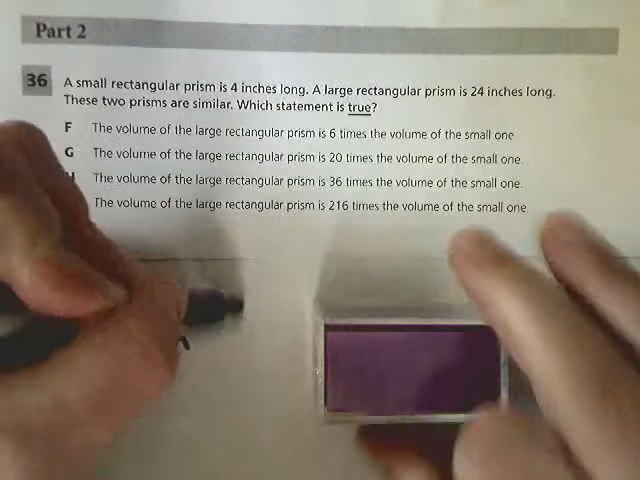 Part 2
36 A small rectangular prism is 4 inches long. A large rectangular prism is 24 inches long.
These two prisms are similar. Which statement is true?
F The volume of the large rectangular prism is 6 times the volume of the small one
G The volume of the large rectangular prism is 20 times the volume of the small one.
H The volume of the large rectangular prism is 36 times the volume of the small one.
The volume of the large rectangular prism is 216 times the volume of the small one.